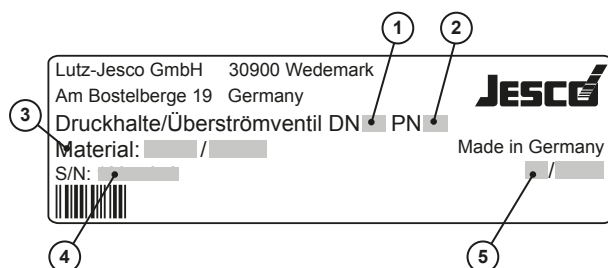 1 2
Lutz-Jesco GmbH 30900 Wedemark
Am Bostelberge 19 Germany
JESCO
3
Druckhalte/Überströmventil DN PN
Material: /
Made in Germany
S/N:
/
4 5